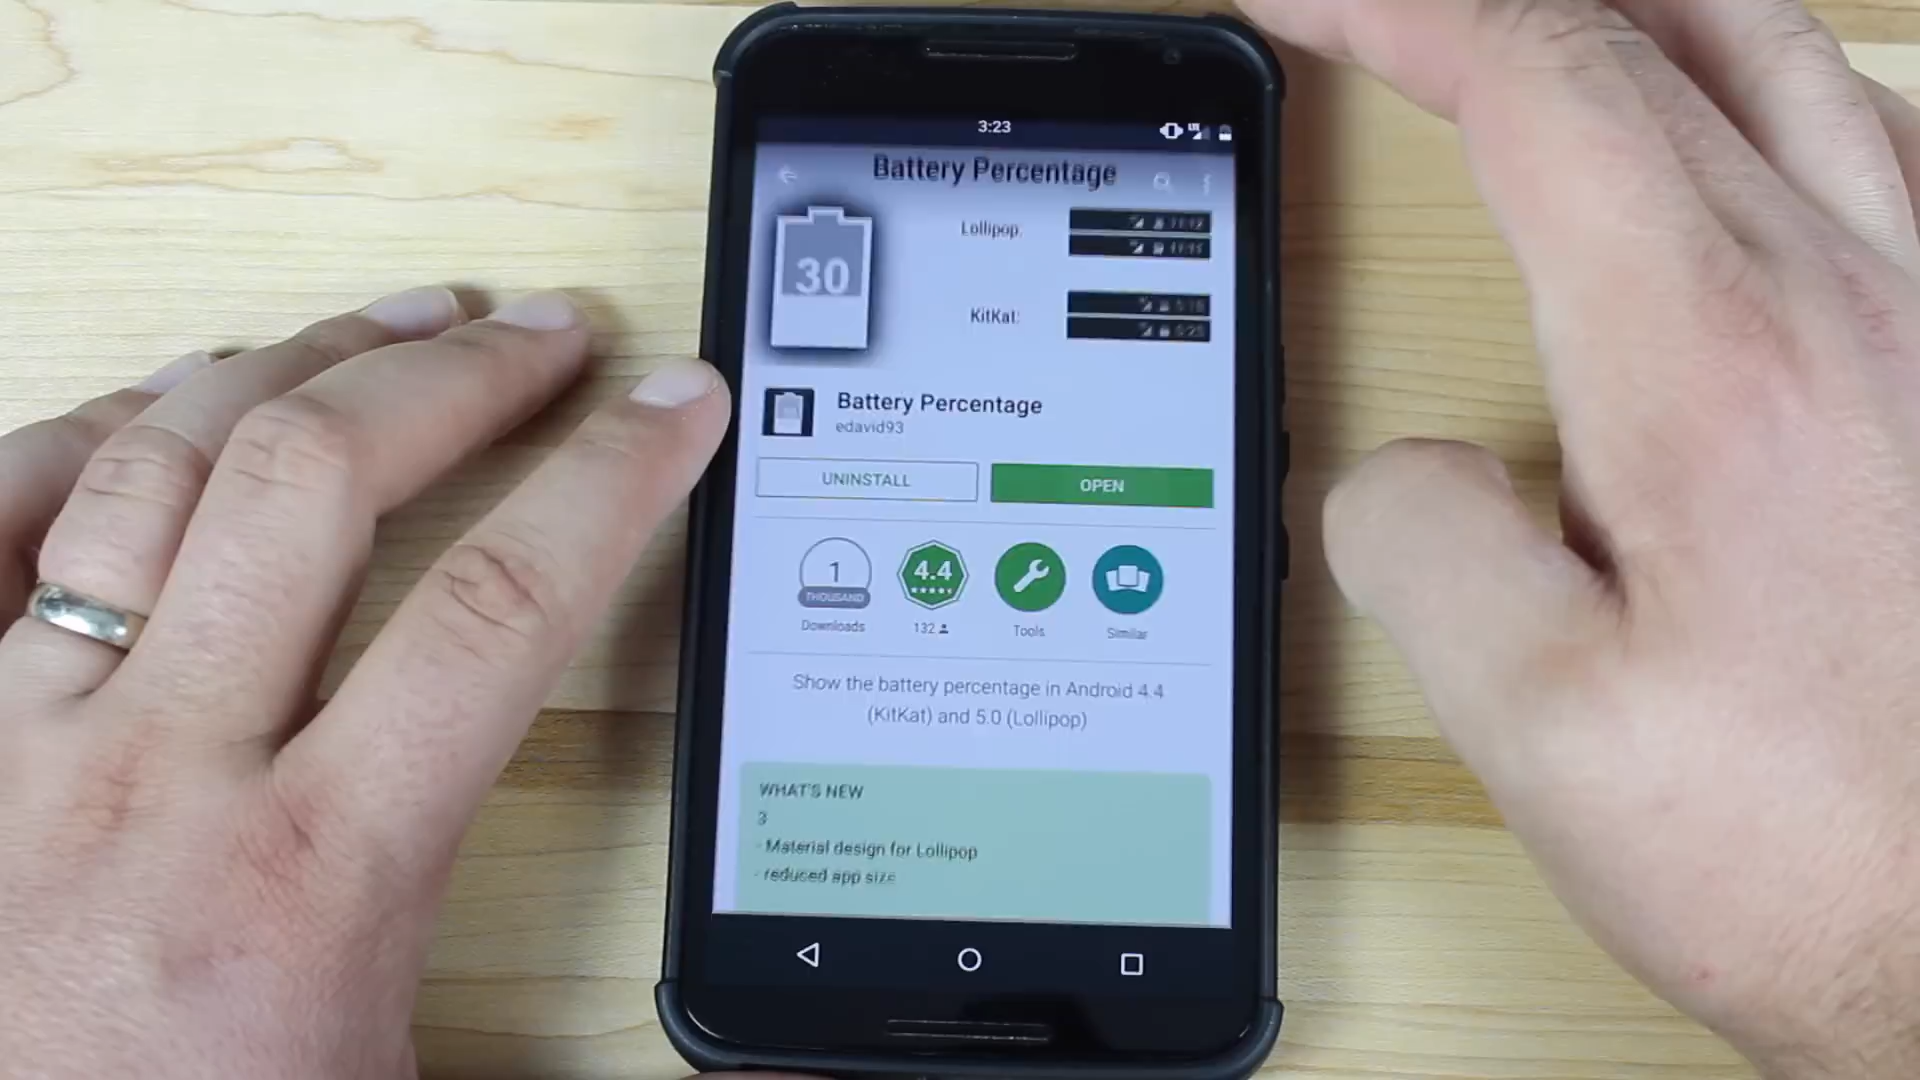 3:23
LTE
Battery Percentage
30
Lollipop:
KitKat:
Battery Percentage
edavid93
UNINSTALL
OPEN
1
THOUSAND
Downloads
4.4
132
Tools
Similar
Show the battery percentage in Android 4.4
(KitKat) and 5.0 (Lollipop)
WHAT'S NEW
3
- Material design for Lollipop
- reduced app size